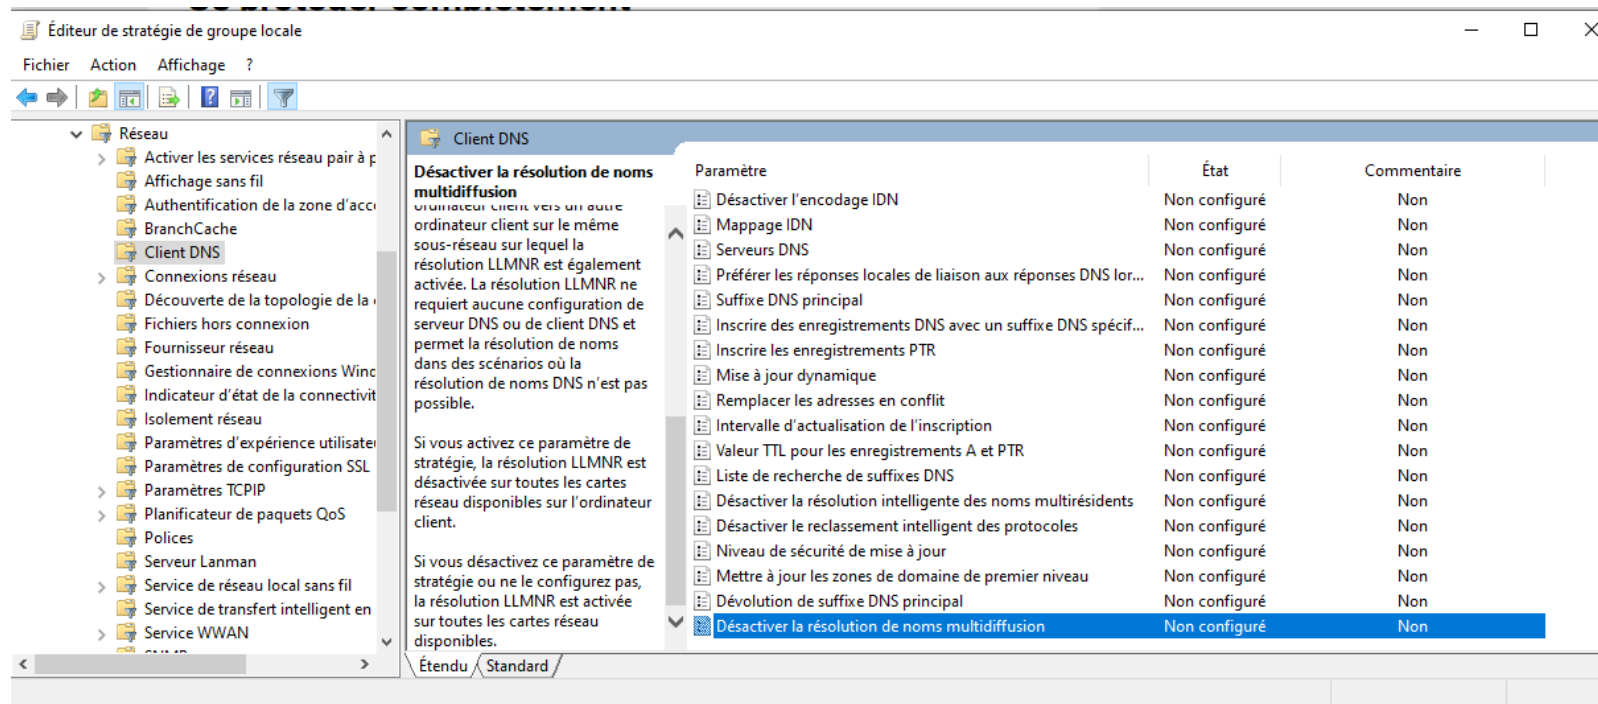 Se protéger complètement
Éditeur de stratégie de groupe locale
Fichier Action Affichage ?
Réseau
Activer les services réseau pair à p
Affichage sans fil
Authentification de la zone d'acc
BranchCache
Client DNS
Connexions réseau
Découverte de la topologie de la
Fichiers hors connexion
Fournisseur réseau
Gestionnaire de connexions Winc
Indicateur d'état de la connectivit
Isolement réseau
Paramètres d'expérience utilisate
Paramètres de configuration SSL
Paramètres TCPIP
Planificateur de paquets QoS
Polices
Serveur Lanman
Service de réseau local sans fil
Service de transfert intelligent en
Service WWAN
SNMP
Client DNS
Désactiver la résolution de noms
multidiffusion
ordinateur client vers un autre
ordinateur client sur le même
sous-réseau sur lequel la
résolution LLMNR est également
activée. La résolution LLMNR ne
requiert aucune configuration de
serveur DNS ou de client DNS et
permet la résolution de noms
dans des scénarios où la
résolution de noms DNS n'est pas
possible.
Si vous activez ce paramètre de
stratégie, la résolution LLMNR est
désactivée sur toutes les cartes
réseau disponibles sur l'ordinateur
client.
Si vous désactivez ce paramètre de
stratégie ou ne le configurez pas,
la résolution LLMNR est activée
sur toutes les cartes réseau
disponibles.
Paramètre État Commentaire
Désactiver l'encodage IDN Non configuré Non
Mappage IDN Non configuré Non
Serveurs DNS Non configuré Non
Préférer les réponses locales de liaison aux réponses DNS lor... Non configuré Non
Suffixe DNS principal Non configuré Non
Inscrire des enregistrements DNS avec un suffixe DNS spécif... Non configuré Non
Inscrire les enregistrements PTR Non configuré Non
Mise à jour dynamique Non configuré Non
Remplacer les adresses en conflit Non configuré Non
Intervalle d'actualisation de l'inscription Non configuré Non
Valeur TTL pour les enregistrements A et PTR Non configuré Non
Liste de recherche de suffixes DNS Non configuré Non
Désactiver la résolution intelligente des noms multirésidents Non configuré Non
Désactiver le reclassement intelligent des protocoles Non configuré Non
Niveau de sécurité de mise à jour Non configuré Non
Mettre à jour les zones de domaine de premier niveau Non configuré Non
Dévolution de suffixe DNS principal Non configuré Non
Désactiver la résolution de noms multidiffusion Non configuré Non
Étendu Standard